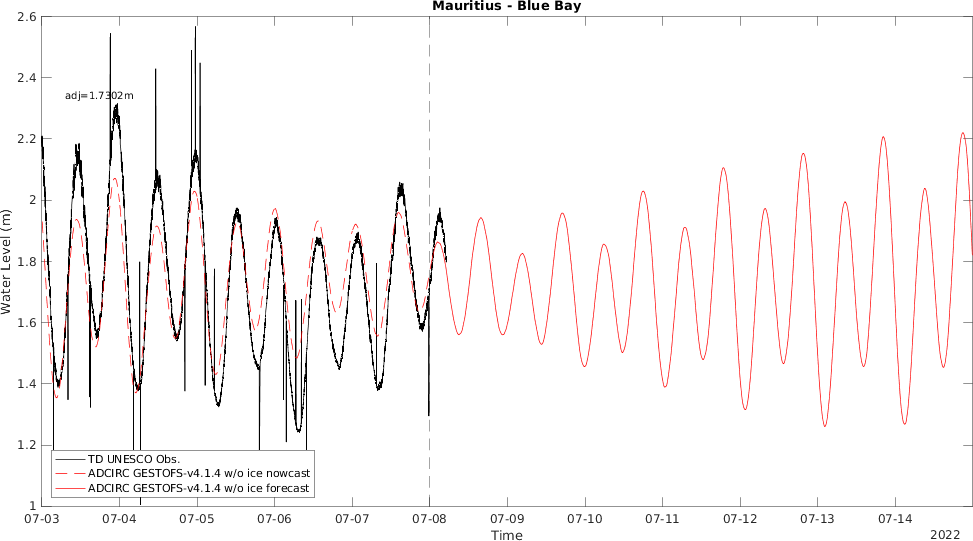 Mauritius - Blue Bay
2.6
2.4
adj=1.7302m
2.2
2
1.8
1.6
1.4
1.2
1
Water Level (m)
TD UNESCO Obs.
ADCIRC GESTOFS-v4.1.4 w/o ice nowcast
ADCIRC GESTOFS-v4.1.4 w/o ice forecast
07-03 07-04 07-05 07-06 07-07 07-08 07-09 07-10 07-11 07-12 07-13 07-14
Time
2022